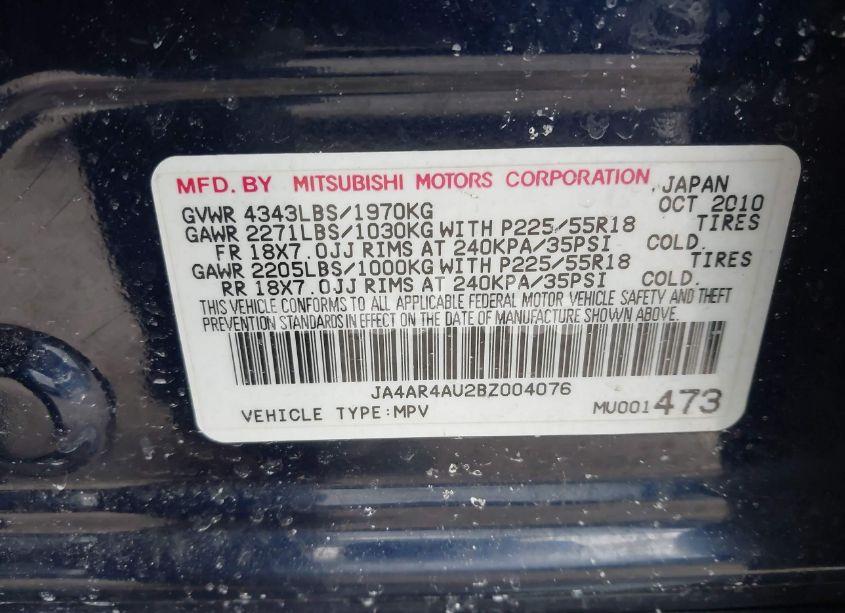 MFD. BY MITSUBISHI MOTORS CORPORATION, JAPAN
GVWR 4343LBS/1970KG OCT 2010
GAWR 2271LBS/1030KG WITH P225/55R18 TIRES
FR 18X7.0JJ RIMS AT 240KPA/35PSI COLD.
GAWR 2205LBS/1000KG WITH P225/55R18 TIRES
RR 18X7.0JJ RIMS AT 240KPA/35PSI COLD.
THIS VEHICLE CONFORMS TO ALL APPLICABLE FEDERAL MOTOR VEHICLE SAFETY AND THEFT
PREVENTION STANDARDS IN EFFECT ON THE DATE OF MANUFACTURE SHOWN ABOVE.
JA4AR4AU2BZ004076
VEHICLE TYPE:MPV MU001473